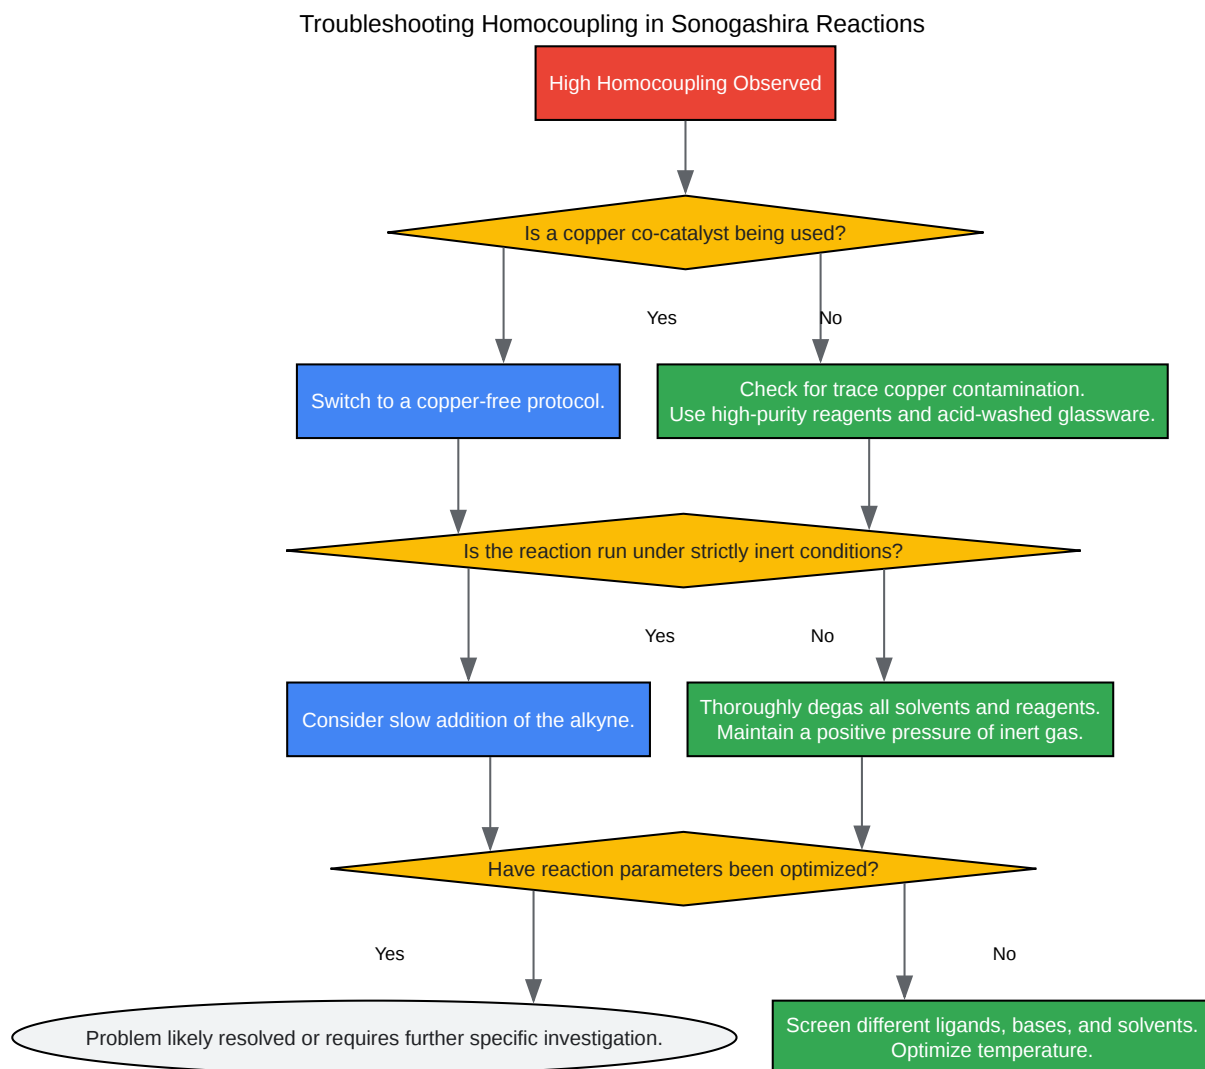 Troubleshooting Homocoupling in Sonogashira Reactions
High Homocoupling Observed
Is a copper co-catalyst being used?
Yes
No
Switch to a copper-free protocol.
Check for trace copper contamination.
Use high-purity reagents and acid-washed glassware.
Is the reaction run under strictly inert conditions?
Yes
No
Consider slow addition of the alkyne.
Thoroughly degas all solvents and reagents.
Maintain a positive pressure of inert gas.
Have reaction parameters been optimized?
Yes
No
Problem likely resolved or requires further specific investigation.
Screen different ligands, bases, and solvents.
Optimize temperature.